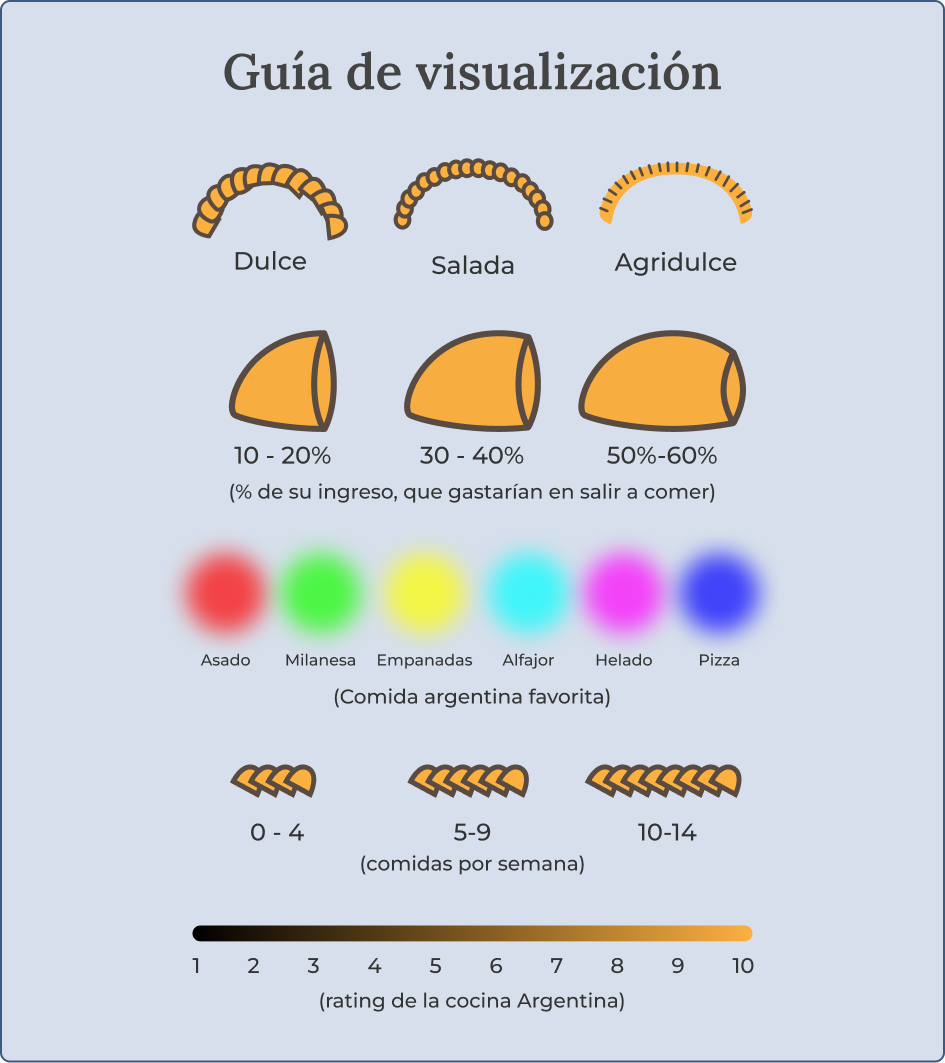 Guía de visualización
Dulce Salada Agridulce
10 - 20% 30 - 40% 50%-60%
(% de su ingreso, que gastarían en salir a comer)
Asado Milanesa Empanadas Alfajor Helado Pizza
(Comida argentina favorita)
0 - 4 5-9 10-14
(comidas por semana)
1 2 3 4 5 6 7 8 9 10
(rating de la cocina Argentina)